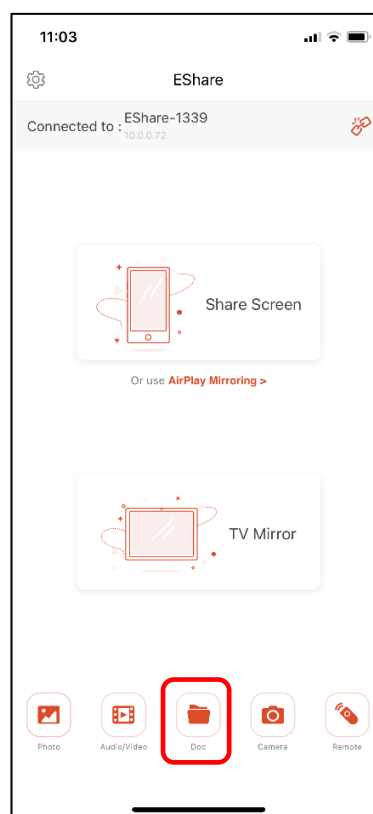 11:03
EShare
Connected to : EShare-1339
10.0.0.72
Share Screen
Or use AirPlay Mirroring >
TV Mirror
Photo
Audio/Video
Doc
Camera
Remote